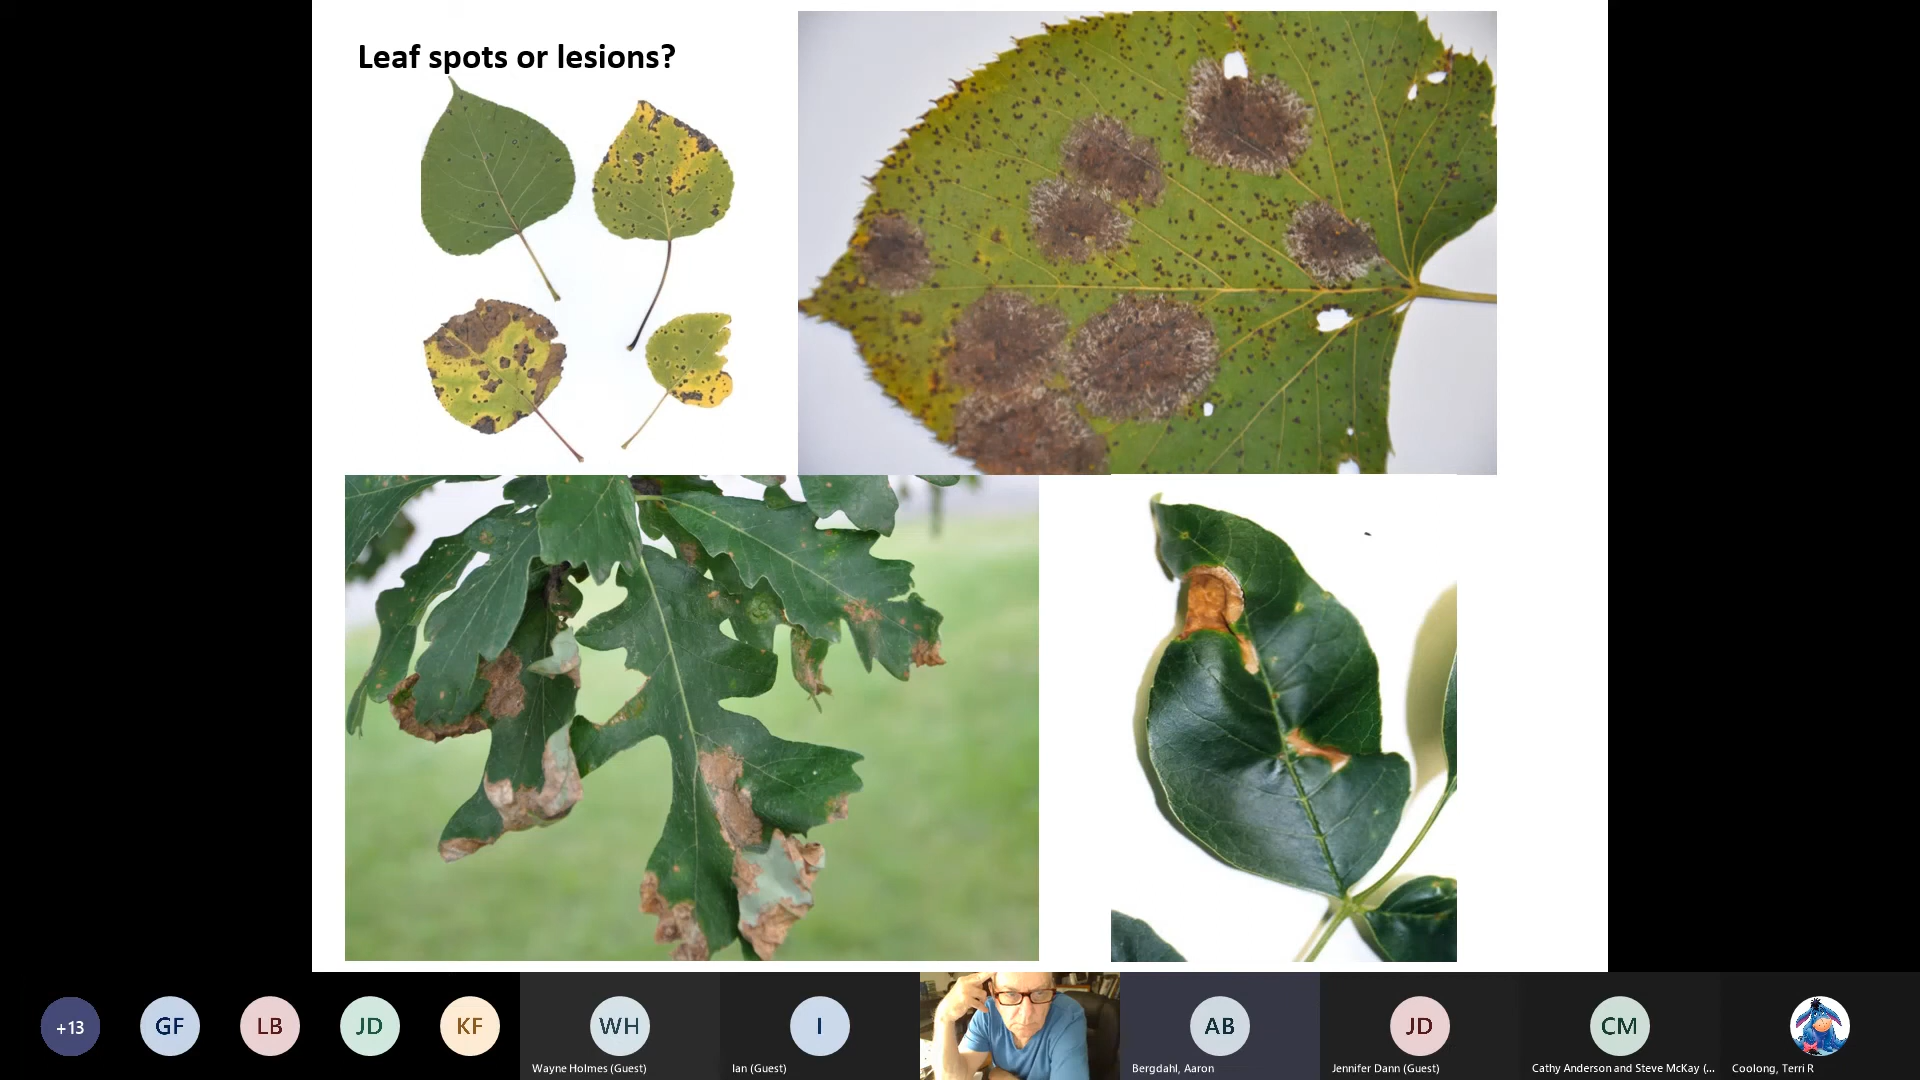 Leaf spots or lesions?
+13
GF
LB
JD
KF
WH
I
AB
JD
CM
Wayne Holmes (Guest)
Ian (Guest)
Bergdahl, Aaron
Jennifer Dann (Guest)
Cathy Anderson and Steve McKay (...
Coolong, Terri R